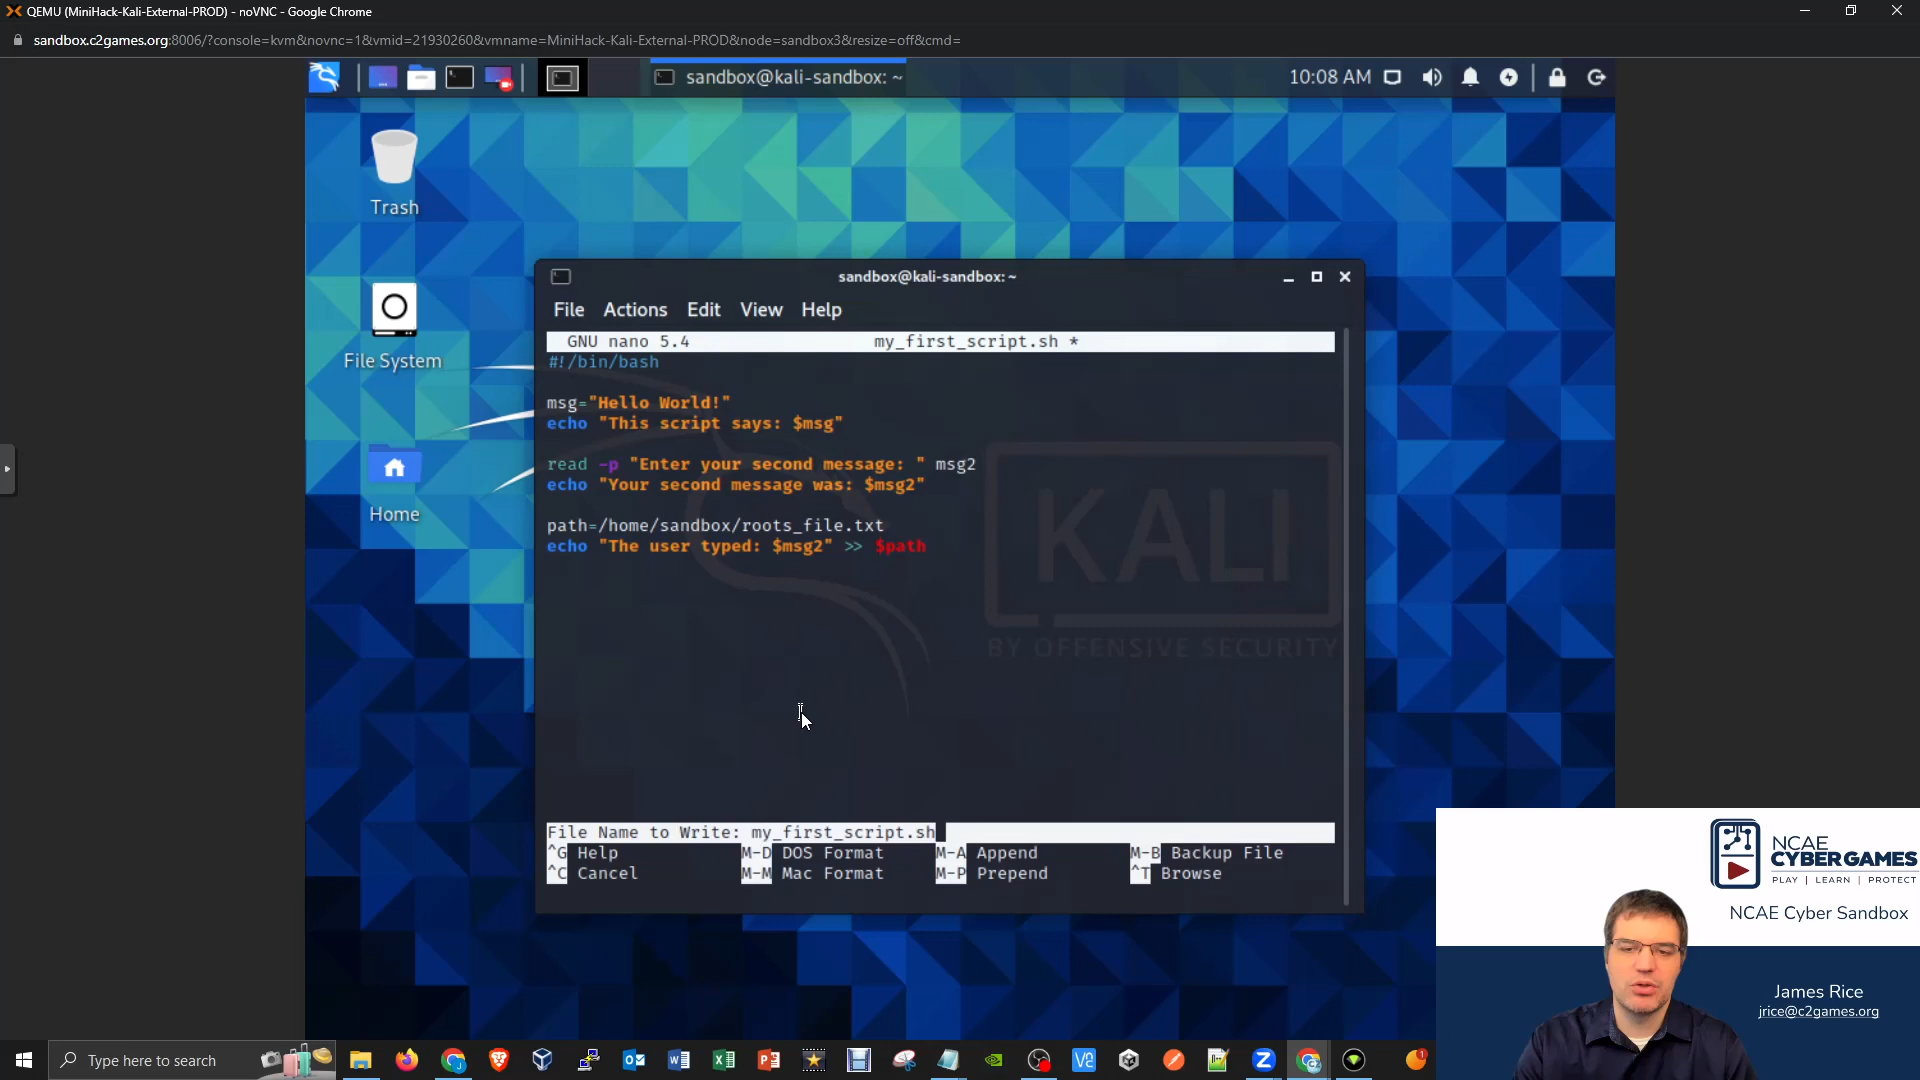 QEMU (MiniHack-Kali-External-PROD) - noVNC - Google Chrome
sandbox.c2games.org:8006/?console=kvm&novnc=1&vmid=21930260&vmname=MiniHack-Kali-External-PROD&node=sandbox3&resize=off&cmd=
sandbox@kali-sandbox: ~
10:08 AM
Trash
File System
Home
sandbox@kali-sandbox: ~
File Actions Edit View Help
GNU nano 5.4 my_first_script.sh *
#!/bin/bash
msg="Hello World!"
echo "This script says: $msg"
read -p "Enter your second message: " msg2
echo "Your second message was: $msg2"
path=/home/sandbox/roots_file.txt
echo "The user typed: $msg2" >> $path
KALI
BY OFFENSIVE SECURITY
File Name to Write: my_first_script.sh
^G Help M-D DOS Format M-A Append M-B Backup File
^C Cancel M-M Mac Format M-P Prepend ^T Browse
NCAE
CYBERGAMES
PLAY | LEARN | PROTECT
NCAE Cyber Sandbox
James Rice
jrice@c2games.org
Type here to search